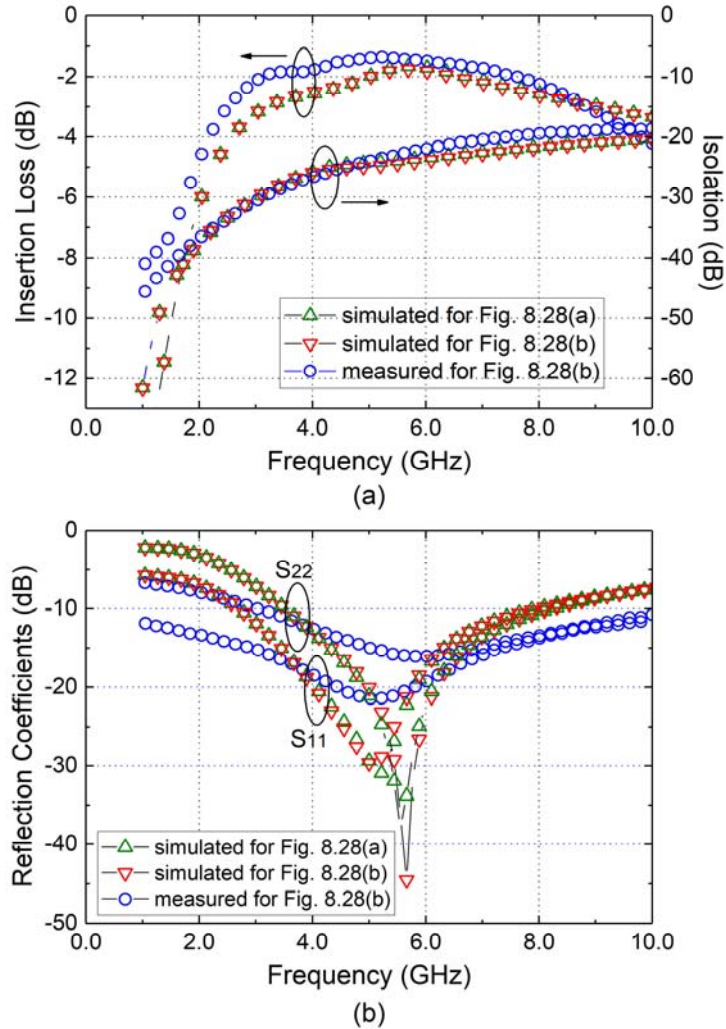 0
-2
-4
-6
-8
-10
-12
Insertion Loss (dB)
0
-10
-20
-30
-40
-50
-60
Isolation (dB)
simulated for Fig. 8.28(a)
simulated for Fig. 8.28(b)
measured for Fig. 8.28(b)
0.0 2.0 4.0 6.0 8.0 10.0
Frequency (GHz)
(a)
0
-10
-20
-30
-40
-50
Reflection Coefficients (dB)
S22
S11
simulated for Fig. 8.28(a)
simulated for Fig. 8.28(b)
measured for Fig. 8.28(b)
0.0 2.0 4.0 6.0 8.0 10.0
Frequency (GHz)
(b)